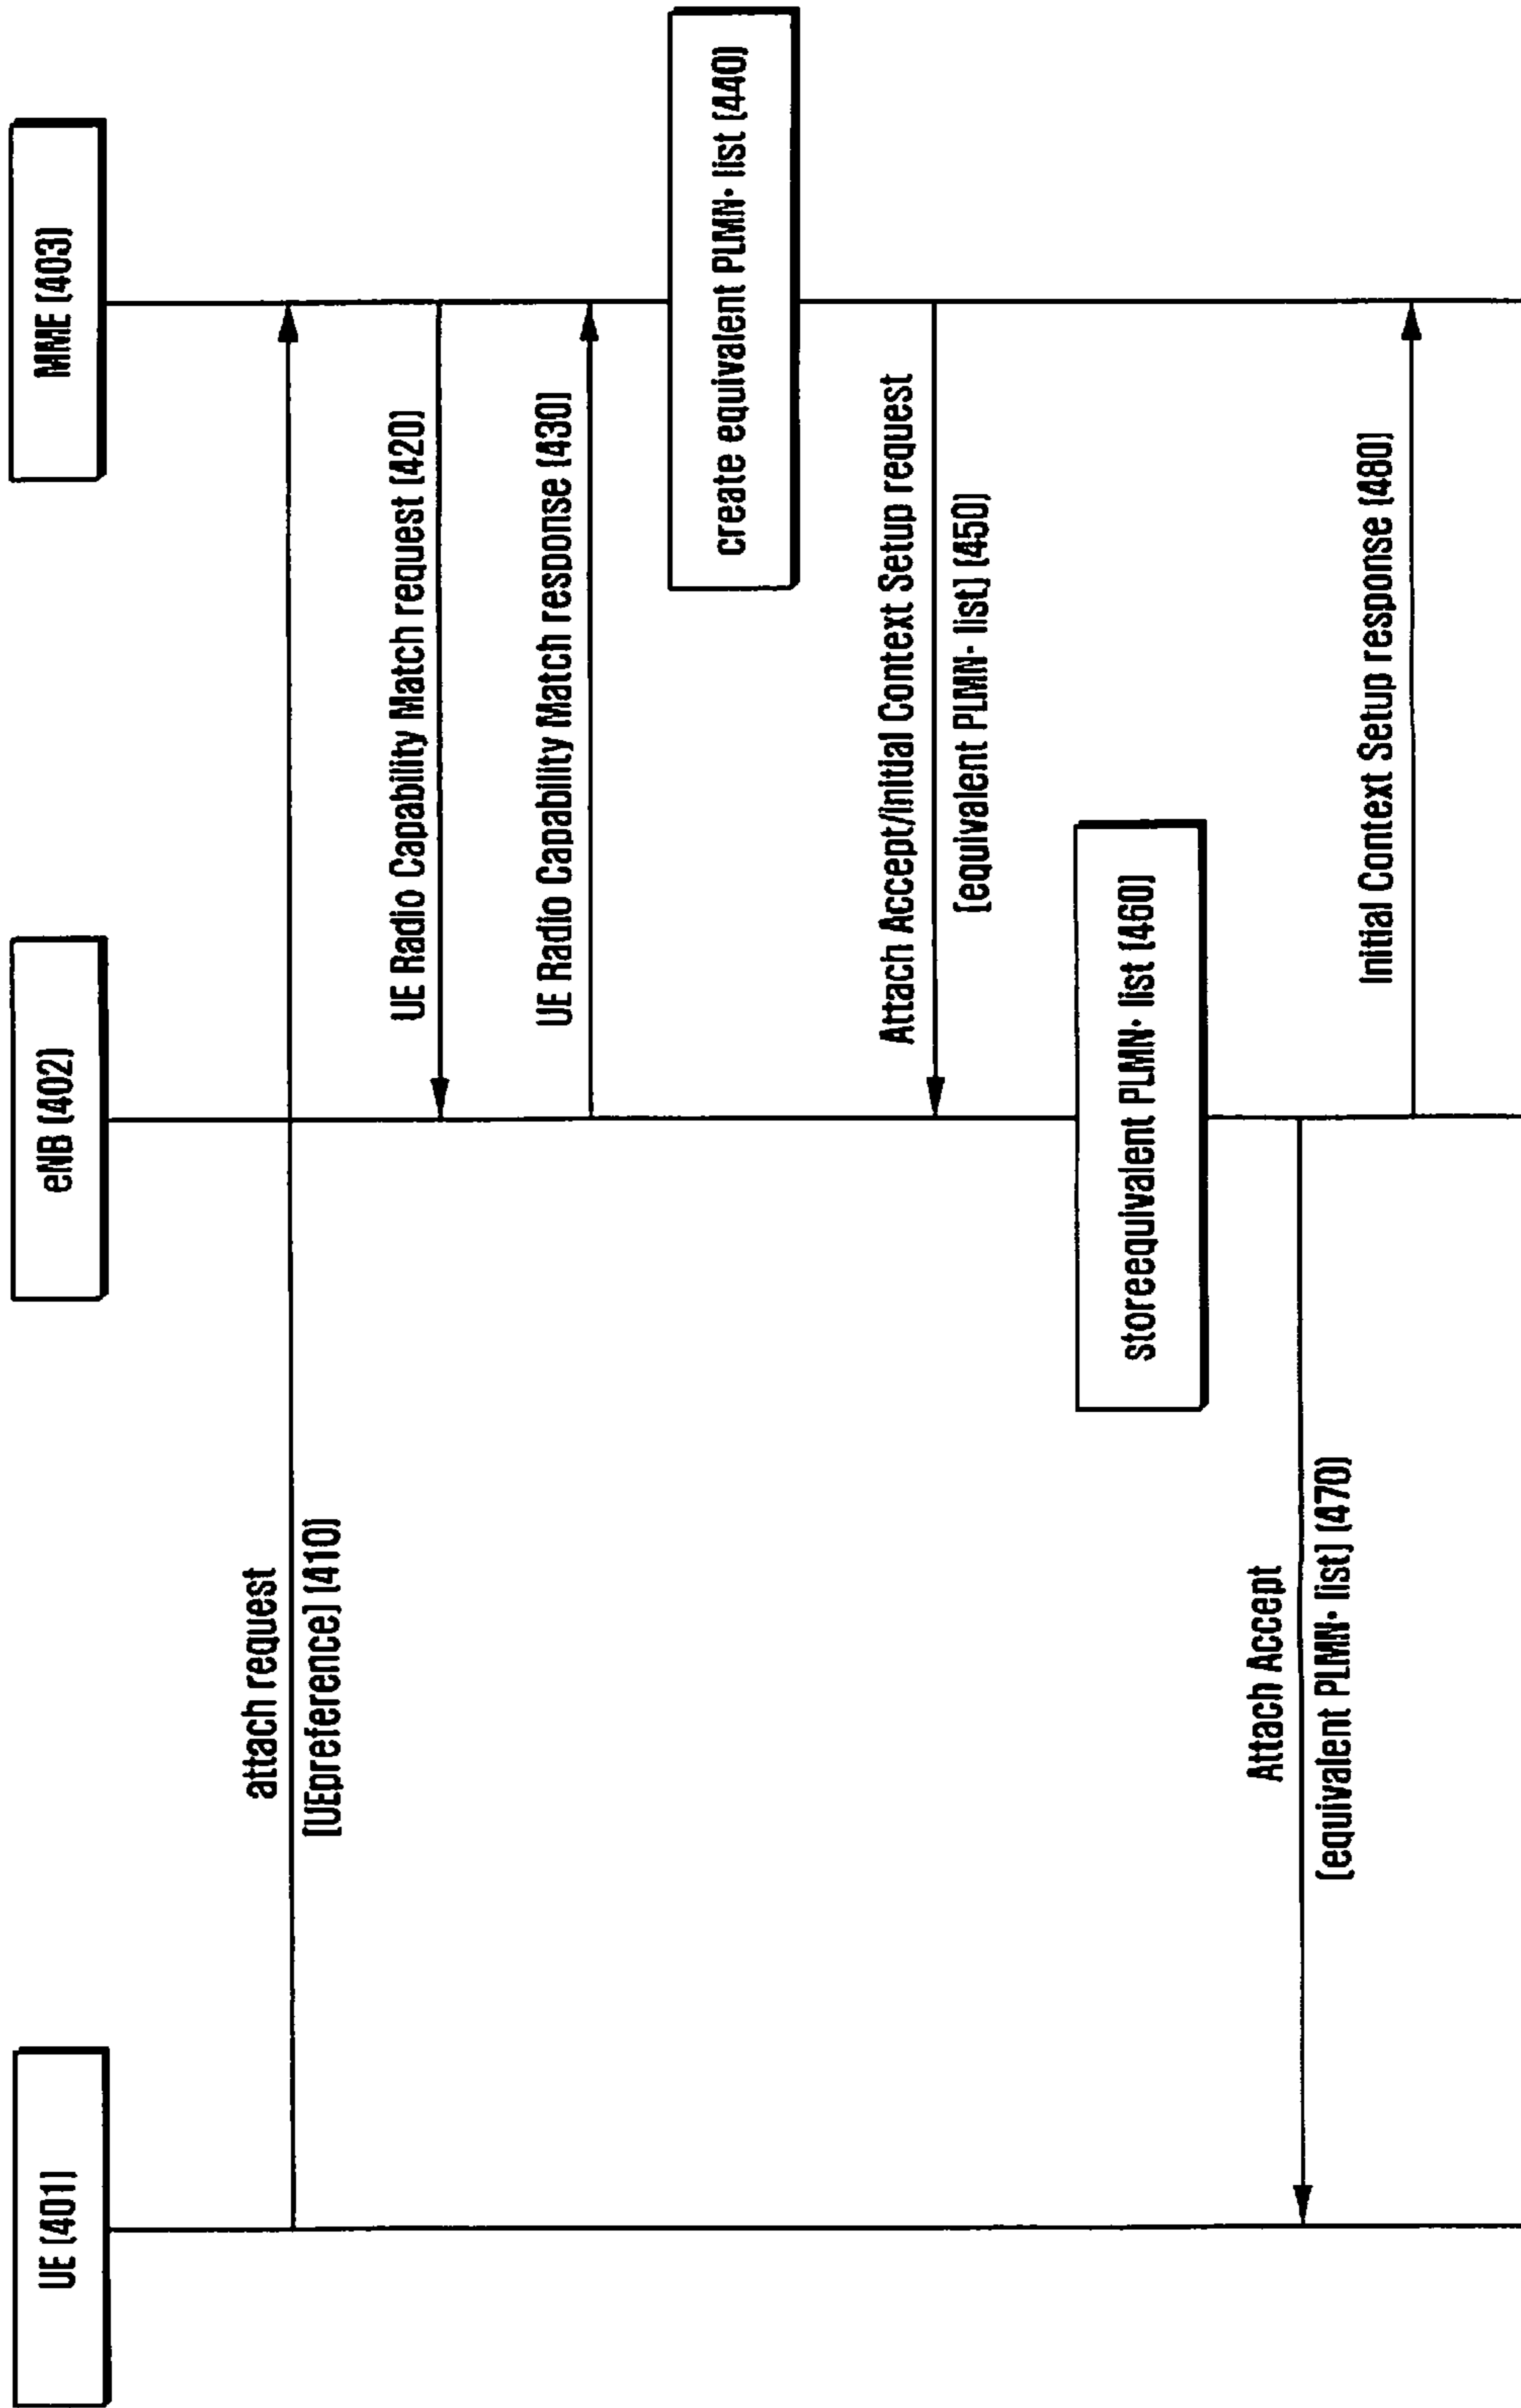 UE (401)
eNB (402)
MME (403)
attach request
[UEpreference] (410)
UE Radio Capability Match request (420)
UE Radio Capability Match response (430)
create equivalent PLMN· list (440)
Attach Accept/Initial Context Setup request
[equivalent PLMN· list] (450)
storeequivalent PLMN· list (460)
Attach Accept
(equivalent PLMN· list] (470)
Initial Context Setup response (480)